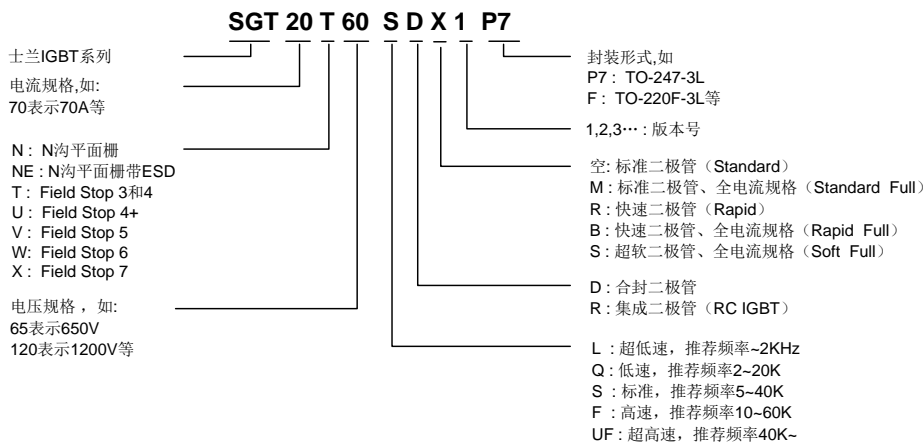 SGT 20 T 60 S D X 1 P7
士兰IGBT系列
电流规格,如:
70表示70A等
N : N沟平面栅
NE : N沟平面栅带ESD
T : Field Stop 3和4
U : Field Stop 4+
V : Field Stop 5
W: Field Stop 6
X : Field Stop 7
电压规格 ，如:
65表示650V
120表示1200V等
封装形式,如
P7 : TO-247-3L
F : TO-220F-3L等
1,2,3… : 版本号
空: 标准二极管（Standard）
M : 标准二极管、全电流规格（Standard Full）
R : 快速二极管（Rapid）
B : 快速二极管、全电流规格（Rapid Full）
S : 超软二极管、全电流规格（Soft Full）
D : 合封二极管
R : 集成二极管（RC IGBT）
L : 超低速，推荐频率~2KHz
Q : 低速，推荐频率2~20K
S : 标准，推荐频率5~40K
F : 高速，推荐频率10~60K
UF : 超高速，推荐频率40K~